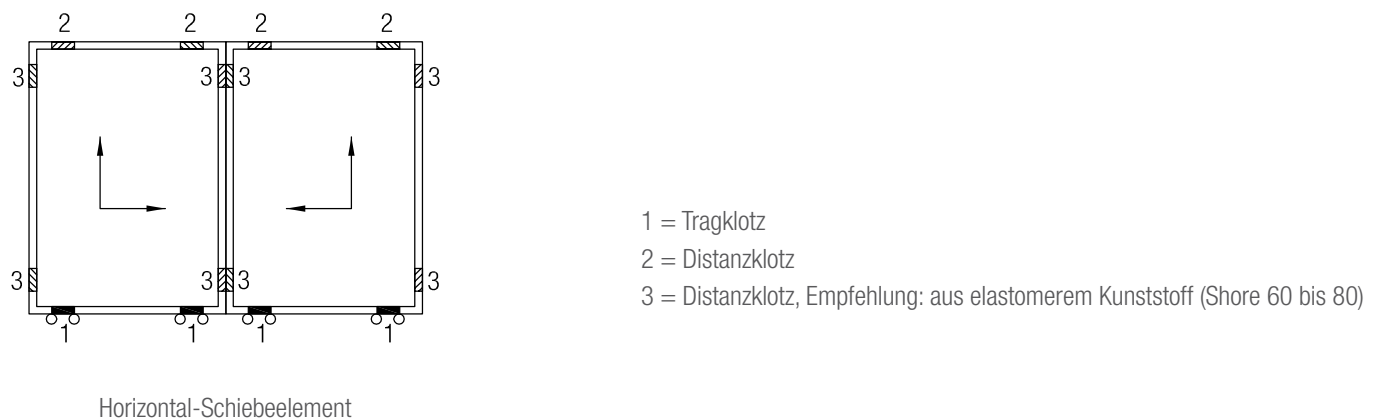 2 2 2 2
3 3 3 3
1 = Tragklotz
2 = Distanzklotz
3 = Distanzklotz, Empfehlung: aus elastomerem Kunststoff (Shore 60 bis 80)
3 3 3 3
1 1 1 1
Horizontal-Schiebeelement